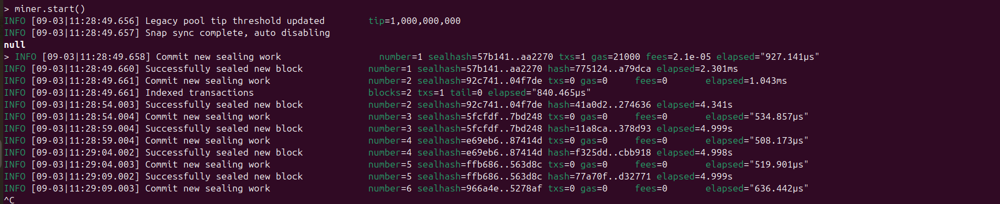 > miner.start()
INFO [09-03|11:28:49.656] Legacy pool tip threshold updated        tip=1,000,000,000
INFO [09-03|11:28:49.657] Snap sync complete, auto disabling
null
> INFO [09-03|11:28:49.658] Commit new sealing work                  number=1 sealhash=57b141..aa2270 txs=1 gas=21000 fees=2.1e-05 elapsed="927.141µs"
INFO [09-03|11:28:49.660] Successfully sealed new block            number=1 sealhash=57b141..aa2270 hash=775124..a79dca elapsed=2.301ms
INFO [09-03|11:28:49.661] Commit new sealing work                  number=2 sealhash=92c741..04f7de txs=0 gas=0     fees=0       elapsed=1.043ms
INFO [09-03|11:28:49.661] Indexed transactions                     blocks=2 txs=1 tail=0 elapsed="840.465µs"
INFO [09-03|11:28:54.003] Successfully sealed new block            number=2 sealhash=92c741..04f7de hash=41a0d2..274636 elapsed=4.341s
INFO [09-03|11:28:54.004] Commit new sealing work                  number=3 sealhash=5fcfdf..7bd248 txs=0 gas=0     fees=0       elapsed="534.857µs"
INFO [09-03|11:28:59.004] Successfully sealed new block            number=3 sealhash=5fcfdf..7bd248 hash=11a8ca..378d93 elapsed=4.999s
INFO [09-03|11:28:59.004] Commit new sealing work                  number=4 sealhash=e69eb6..87414d txs=0 gas=0     fees=0       elapsed="508.173µs"
INFO [09-03|11:29:04.002] Successfully sealed new block            number=4 sealhash=e69eb6..87414d hash=f325dd..cbb918 elapsed=4.998s
INFO [09-03|11:29:04.003] Commit new sealing work                  number=5 sealhash=ffb686..563d8c txs=0 gas=0     fees=0       elapsed="519.901µs"
INFO [09-03|11:29:09.002] Successfully sealed new block            number=5 sealhash=ffb686..563d8c hash=77a70f..d32771 elapsed=4.999s
INFO [09-03|11:29:09.003] Commit new sealing work                  number=6 sealhash=966a4e..5278af txs=0 gas=0     fees=0       elapsed="636.442µs"
^C